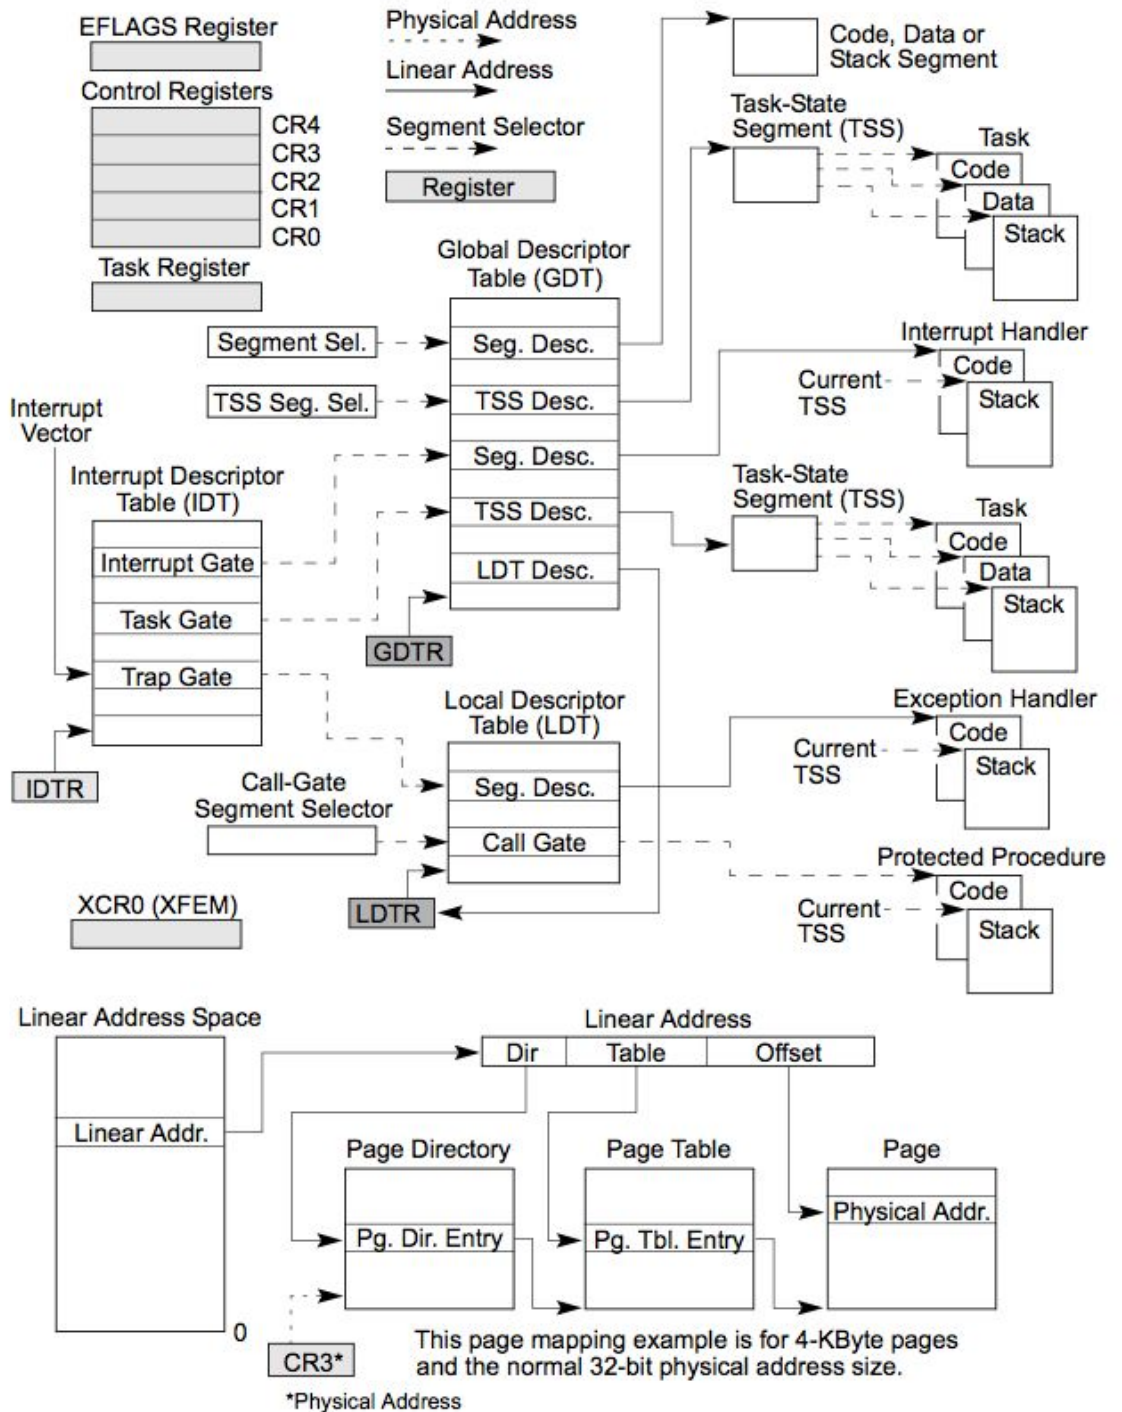 EFLAGS Register
Control Registers
CR4
CR3
CR2
CR1
CR0
Task Register
Physical Address
Linear Address
Segment Selector
Register
Code, Data or
Stack Segment
Task-State
Segment (TSS)
Task
Code
Data
Stack
Global Descriptor
Table (GDT)
Segment Sel.
Seg. Desc.
TSS Seg. Sel.
TSS Desc.
Seg. Desc.
TSS Desc.
LDT Desc.
GDTR
Interrupt Handler
Code
Stack
Current
TSS
Interrupt
Vector
Interrupt Descriptor
Table (IDT)
Interrupt Gate
Task Gate
Trap Gate
IDTR
Task-State
Segment (TSS)
Task
Code
Data
Stack
Local Descriptor
Table (LDT)
Seg. Desc.
Call Gate
LDTR
Call-Gate
Segment Selector
Exception Handler
Code
Stack
Current
TSS
Protected Procedure
Code
Stack
Current
TSS
XCR0 (XFEM)
Linear Address Space
Linear Addr.
0
Linear Address
Dir
Table
Offset
Page Directory
Pg. Dir. Entry
Page Table
Pg. Tbl. Entry
Page
Physical Addr.
CR3*
*Physical Address
This page mapping example is for 4-KByte pages
and the normal 32-bit physical address size.